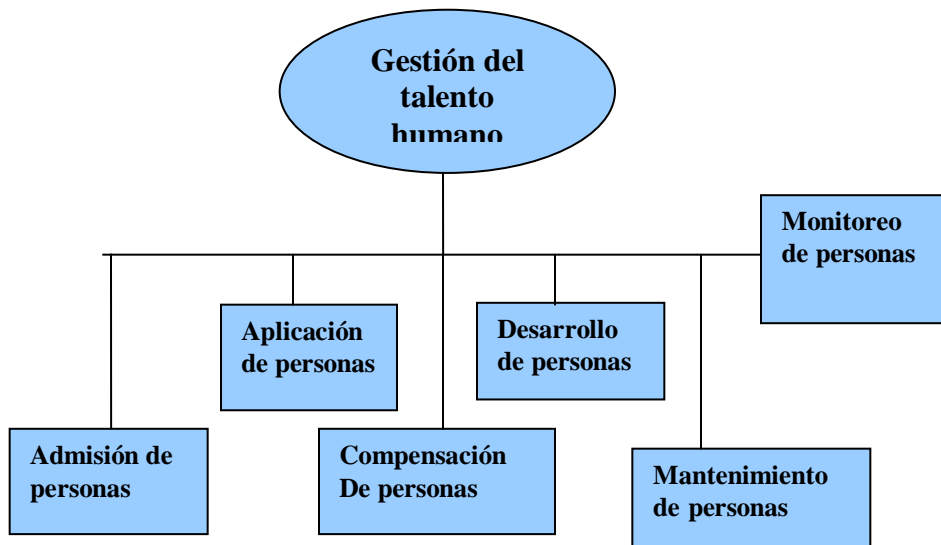 Gestión del
talento
humano
Monitoreo
de personas
Aplicación
de personas
Desarrollo
de personas
Admisión de
personas
Compensación
De personas
Mantenimiento
de personas